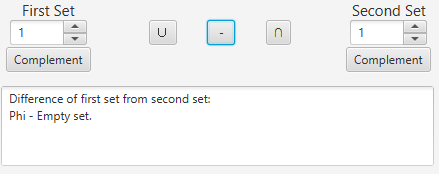 First Set
Second Set
1
∪
-
∩
1
Complement
Complement
Difference of first set from second set:
Phi - Empty set.